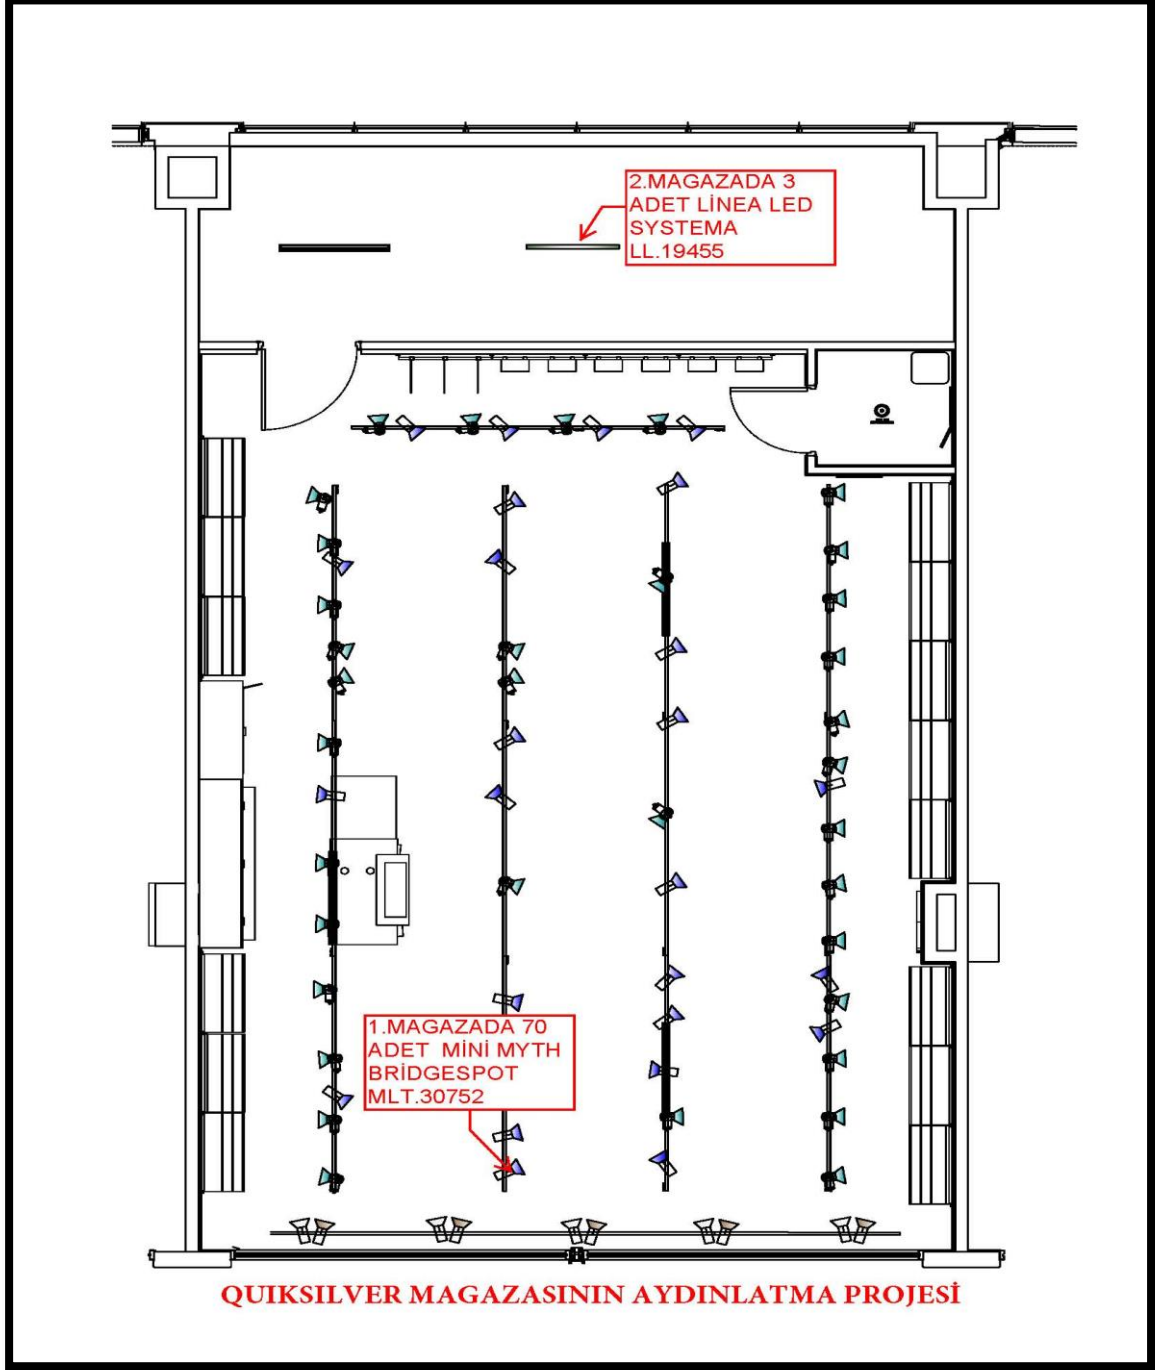 2.MAGAZADA 3
ADET LİNEA LED
SYSTEMA
LL.19455
1.MAGAZADA 70
ADET MİNİ MYTH
BRİDGESPOT
MLT.30752
QUIKSILVER MAGAZASININ AYDINLATMA PROJESİ